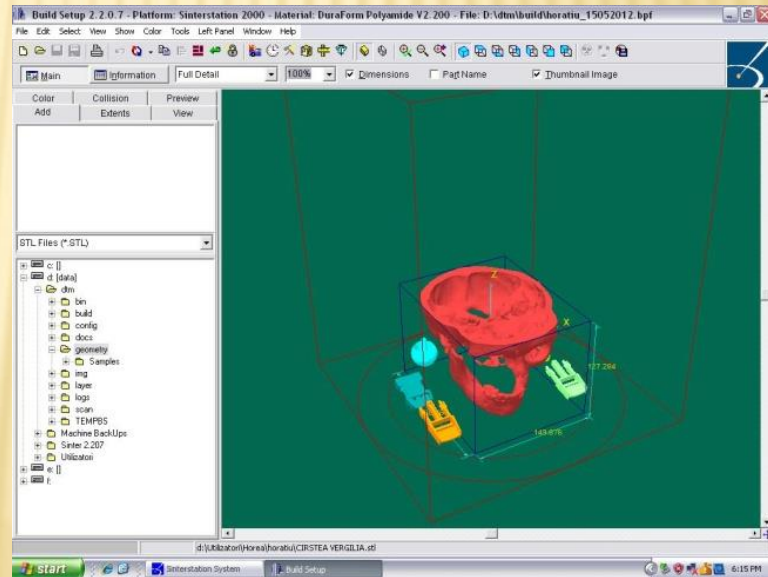 Build Setup 2.2.0.7 - Platform: Sinterstation 2000 - Material: DuraForm Polyamide V2.200 - File: D:\dtm\build\horatiu_15052012.bpf
File Edit Select View Show Color Tools Left Panel Window Help
Main Information Full Detail 100% Dimensions Part Name Thumbnail Image
Color Collision Preview
Add Extents View
STL Files (*.STL)
c: []
d: [data]
dtm
bin
build
config
docs
geometry
Samples
img
layer
logs
scan
TEMPBS
Machine BackUps
Sinter 2.207
Utilizatori
e: []
f:
Z
X
127.264
149.876
d:\Utilizatori\Horea\horatiu\CIRSTEA VERGILIA.stl
start Sinterstation System Build Setup 6:15 PM